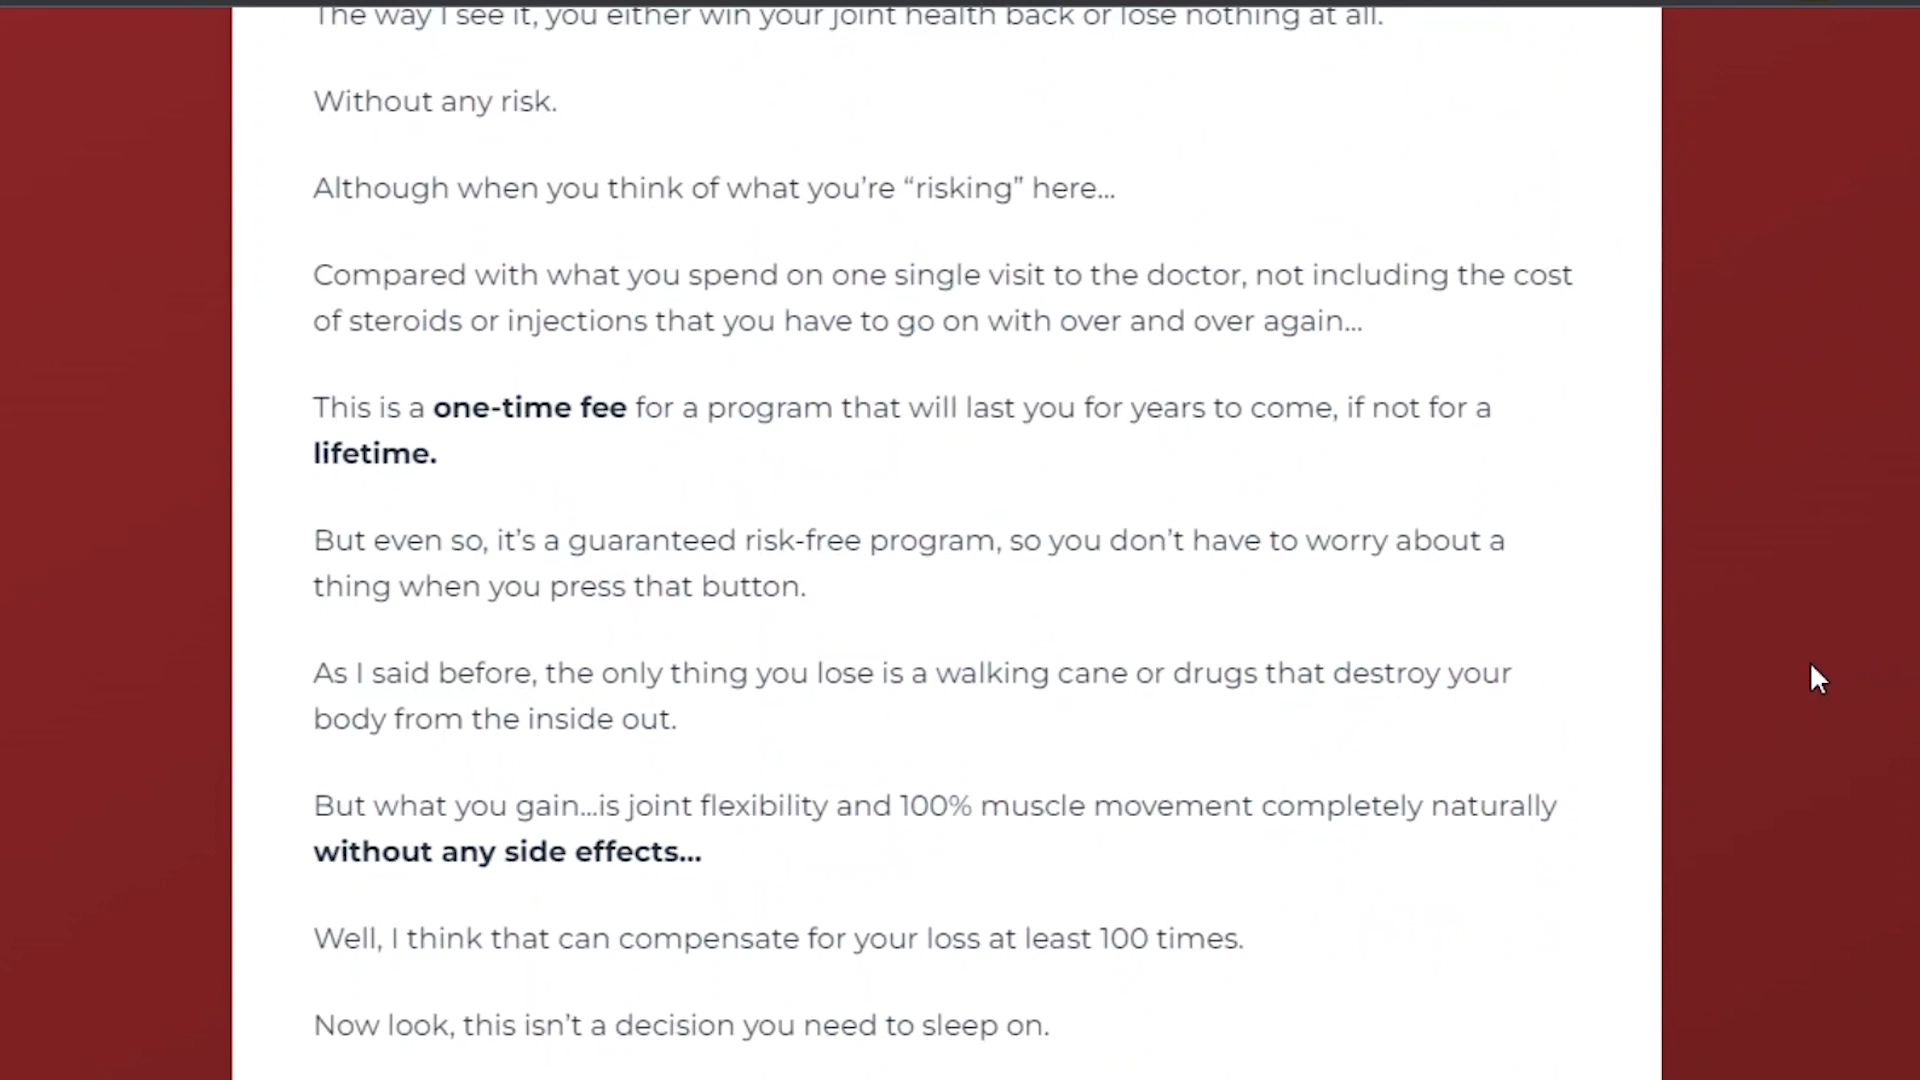 The way I see it, you either win your joint health back or lose nothing at all.
Without any risk.
Although when you think of what you’re “risking” here...
Compared with what you spend on one single visit to the doctor, not including the cost
of steroids or injections that you have to go on with over and over again...
This is a one-time fee for a program that will last you for years to come, if not for a
lifetime.
But even so, it’s a guaranteed risk-free program, so you don’t have to worry about a
thing when you press that button.
As I said before, the only thing you lose is a walking cane or drugs that destroy your
body from the inside out.
But what you gain...is joint flexibility and 100% muscle movement completely naturally
without any side effects...
Well, I think that can compensate for your loss at least 100 times.
Now look, this isn’t a decision you need to sleep on.